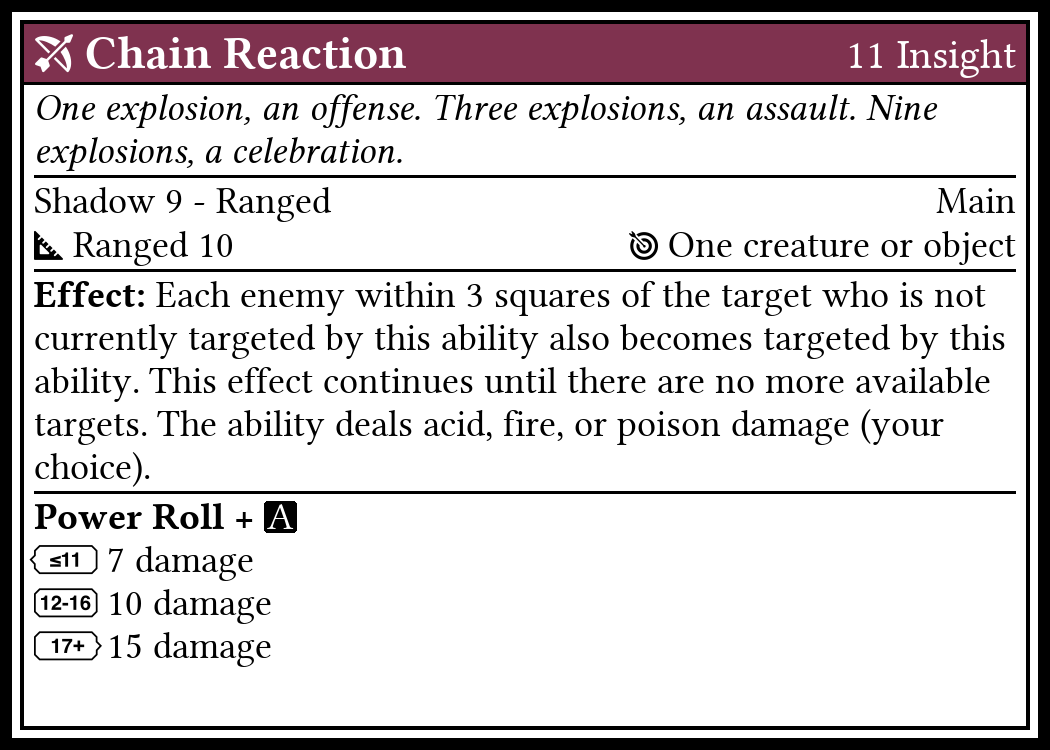 Chain Reaction 11 Insight
One explosion, an offense. Three explosions, an assault. Nine
explosions, a celebration.
Shadow 9 - Ranged Main
Ranged 10 One creature or object
Effect: Each enemy within 3 squares of the target who is not
currently targeted by this ability also becomes targeted by this
ability. This effect continues until there are no more available
targets. The ability deals acid, fire, or poison damage (your
choice).
Power Roll + A
≤11 7 damage
12-16 10 damage
17+ 15 damage